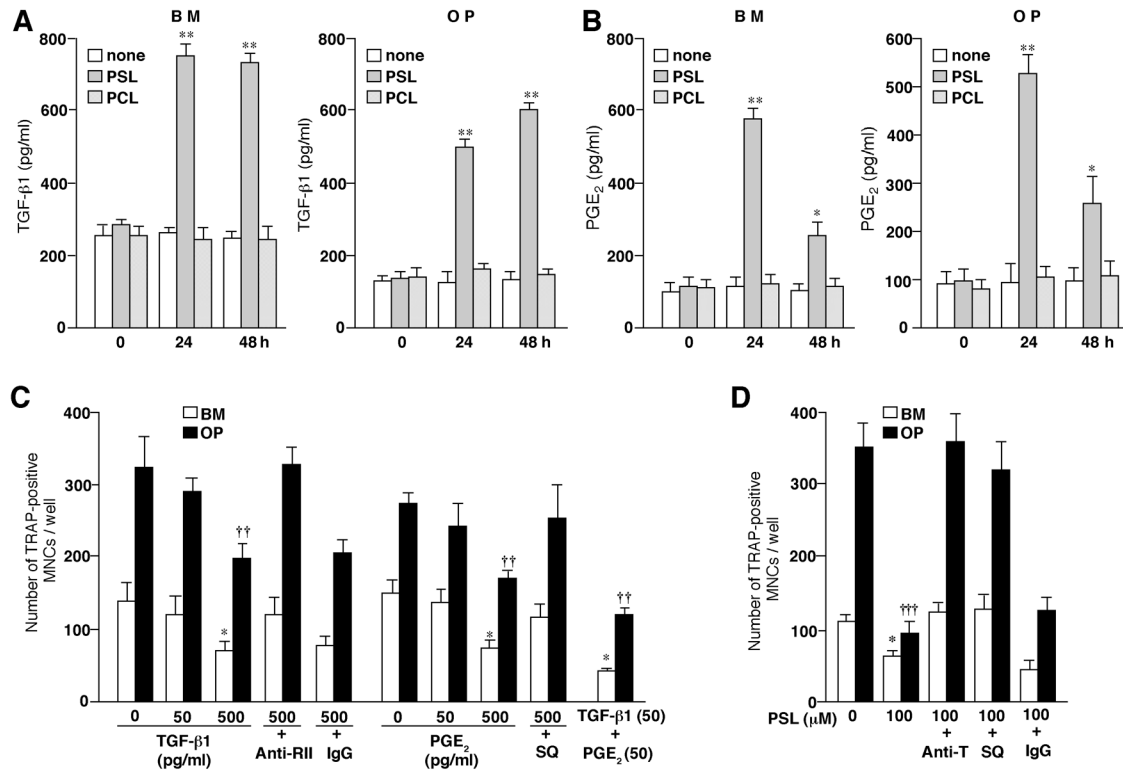 A
B M
TGF-β1 (pg/ml)
800
600
400
200
0
none
PSL
PCL
**
**
0 24 48 h
O P
TGF-β1 (pg/ml)
800
600
400
200
0
none
PSL
PCL
**
**
0 24 48 h
B
B M
PGE2 (pg/ml)
800
600
400
200
0
none
PSL
PCL
**
*
0 24 48 h
O P
PGE2 (pg/ml)
600
500
400
300
200
100
0
none
PSL
PCL
**
*
0 24 48 h
C
Number of TRAP-positive
MNCs / well
400
300
200
100
0
BM
OP
††
*
††
*
††
*
0 50 500 500 500 0 50 500 500 TGF-β1 (50)
+ + + +
TGF-β1 Anti-RII IgG PGE2 SQ PGE2 (50)
(pg/ml) (pg/ml)
D
Number of TRAP-positive
MNCs / well
400
300
200
100
0
BM
OP
†††
*
PSL (μM) 0 100 100 100 100
+ + +
Anti-T SQ IgG